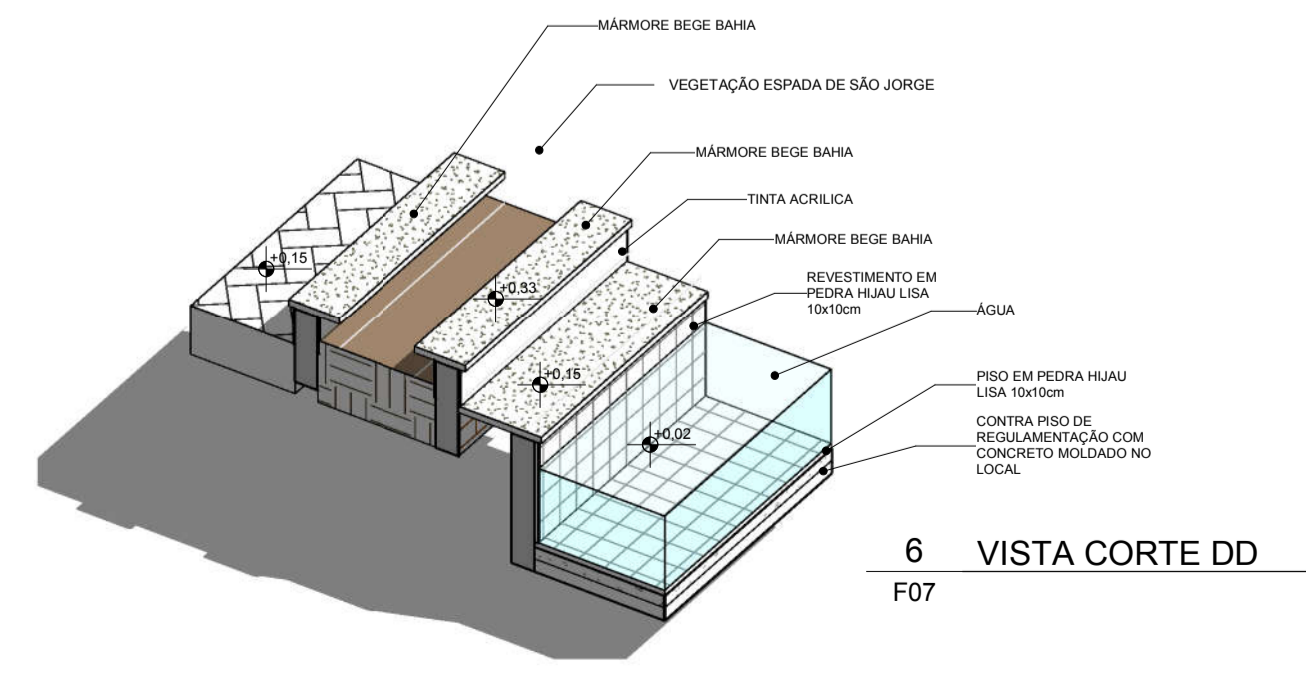 MÁRMORE BEGE BAHIA
VEGETAÇÃO ESPADA DE SÃO JORGE
MÁRMORE BEGE BAHIA
TINTA ACRILICA
MÁRMORE BEGE BAHIA
REVESTIMENTO EM
PEDRA HIJAU LISA
10x10cm
ÁGUA
PISO EM PEDRA HIJAU
LISA 10x10cm
CONTRA PISO DE
REGULAMENTAÇÃO COM
CONCRETO MOLDADO NO
LOCAL
+0,15
+0,33
+0,15
+0,02
6 VISTA CORTE DD
F07